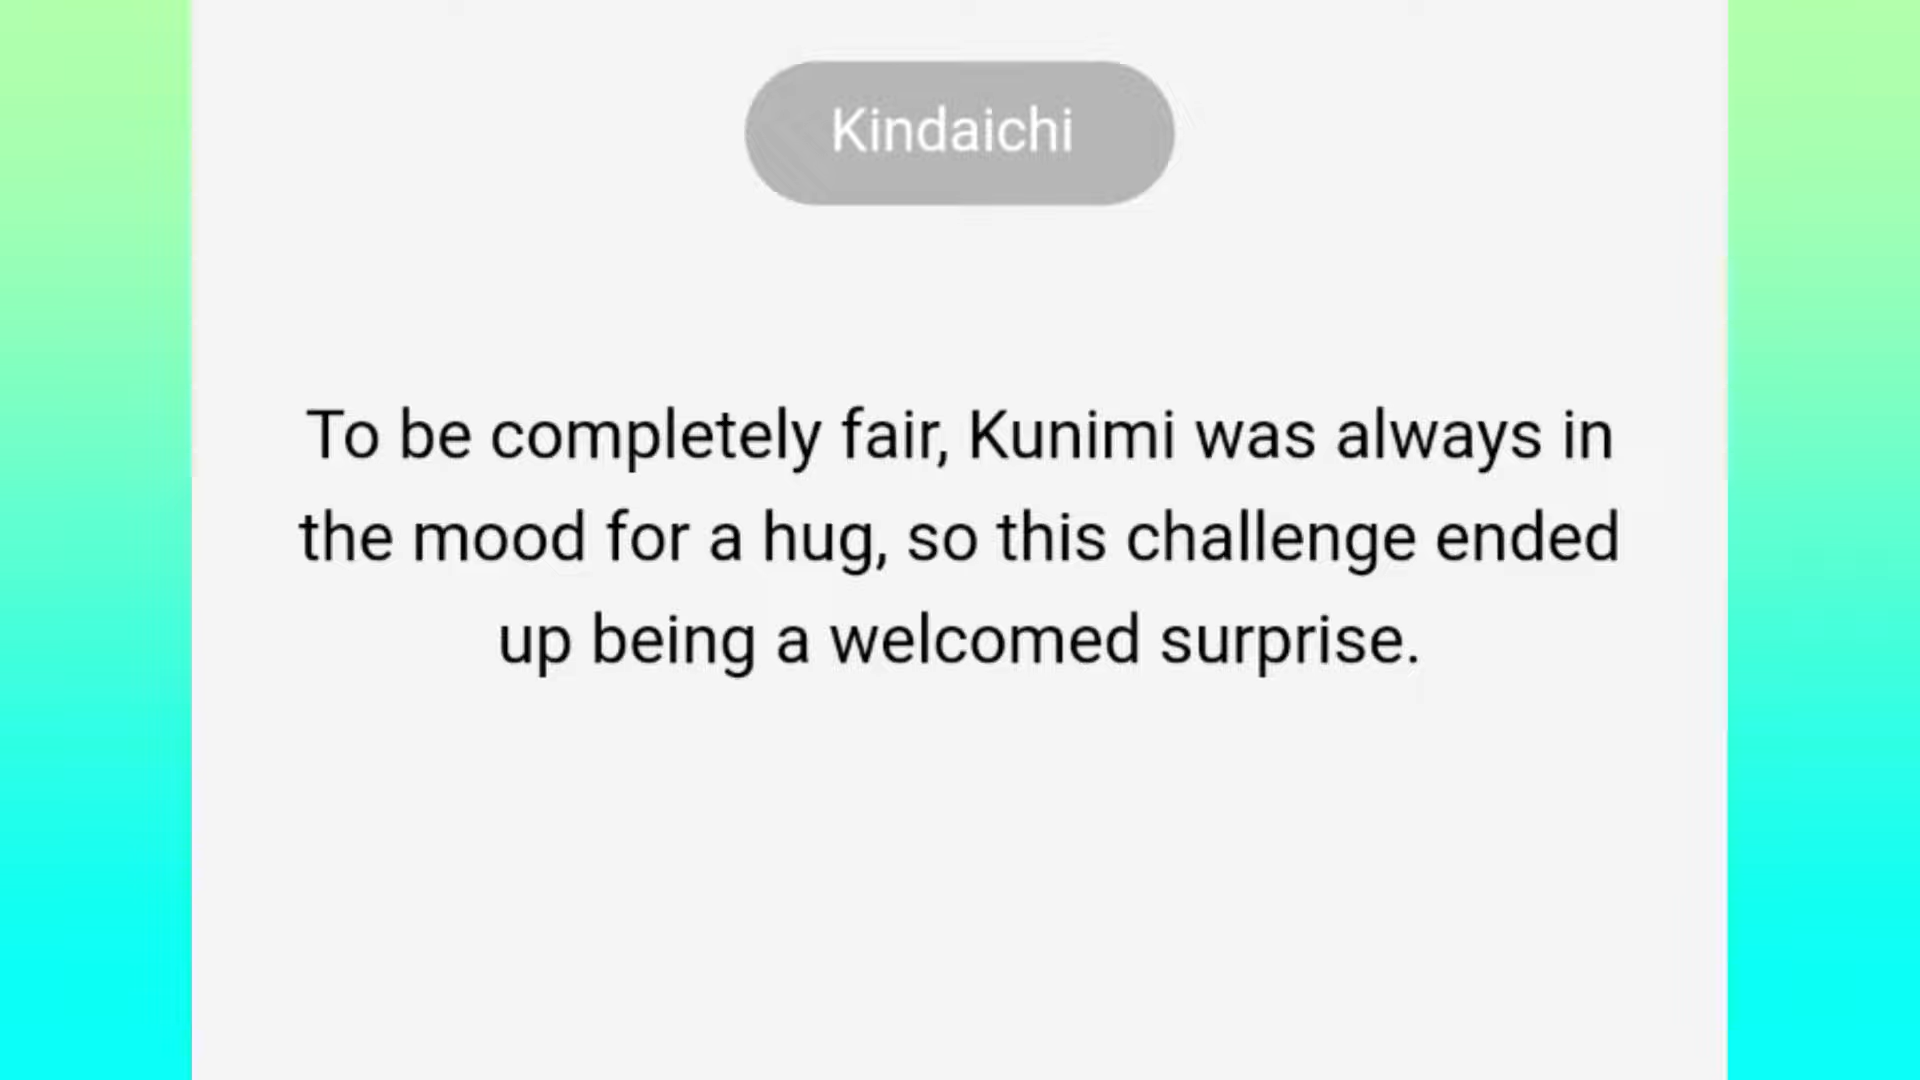 Kindaichi
To be completely fair, Kunimi was always in
the mood for a hug, so this challenge ended
up being a welcomed surprise.